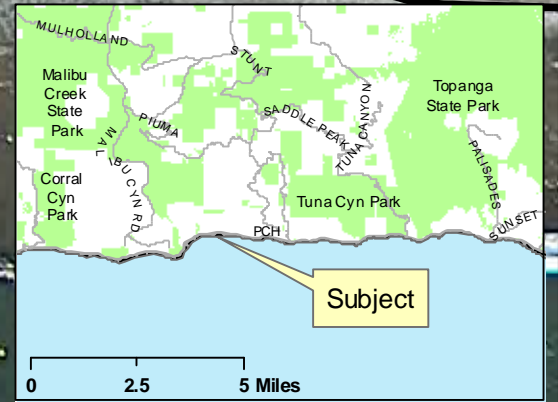 MULHOLLAND
STUNT
Malibu
Creek
State
Park
Topanga
State Park
PIUMA
SADDLE PEAK
TUNA CANYON
MALIBU CYN RD
PALISADES
Corral
Cyn
Park
Tuna Cyn Park
SUNSET
PCH
Subject
0 2.5 5 Miles